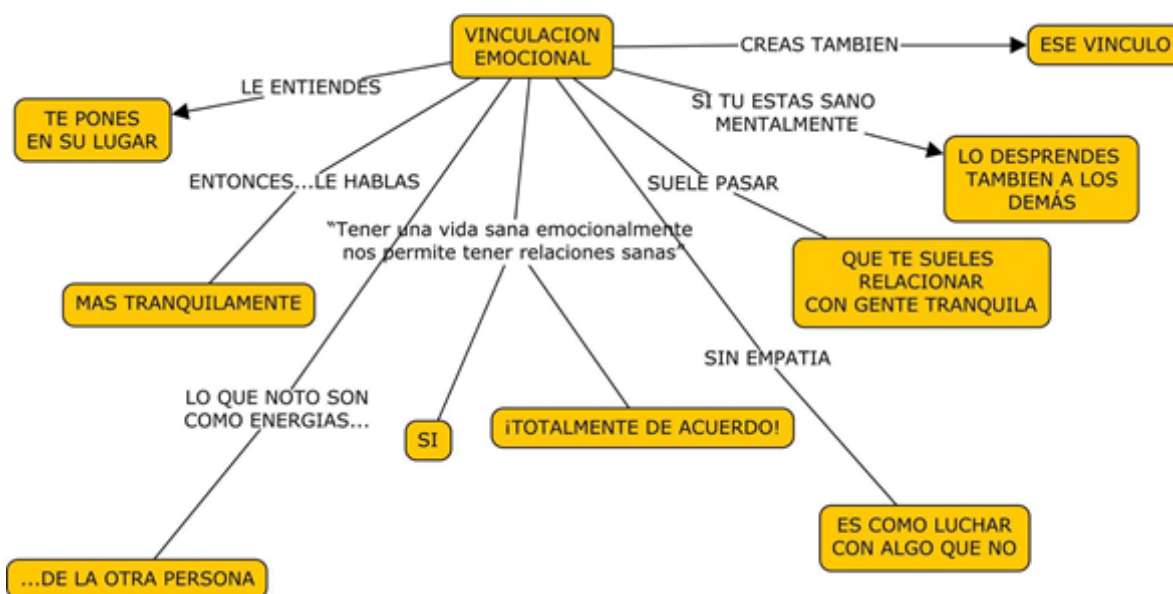 VINCULACION
EMOCIONAL
CREAS TAMBIEN
ESE VINCULO
LE ENTIENDES
TE PONES
EN SU LUGAR
SI TU ESTAS SANO
MENTALMENTE
LO DESPRENDES
TAMBIEN A LOS
DEMÁS
ENTONCES...LE HABLAS
MAS TRANQUILAMENTE
SUELE PASAR
QUE TE SUELES
RELACIONAR
CON GENTE TRANQUILA
“Tener una vida sana emocionalmente
nos permite tener relaciones sanas”
SI
¡TOTALMENTE DE ACUERDO!
SIN EMPATIA
ES COMO LUCHAR
CON ALGO QUE NO
LO QUE NOTO SON
COMO ENERGIAS...
...DE LA OTRA PERSONA